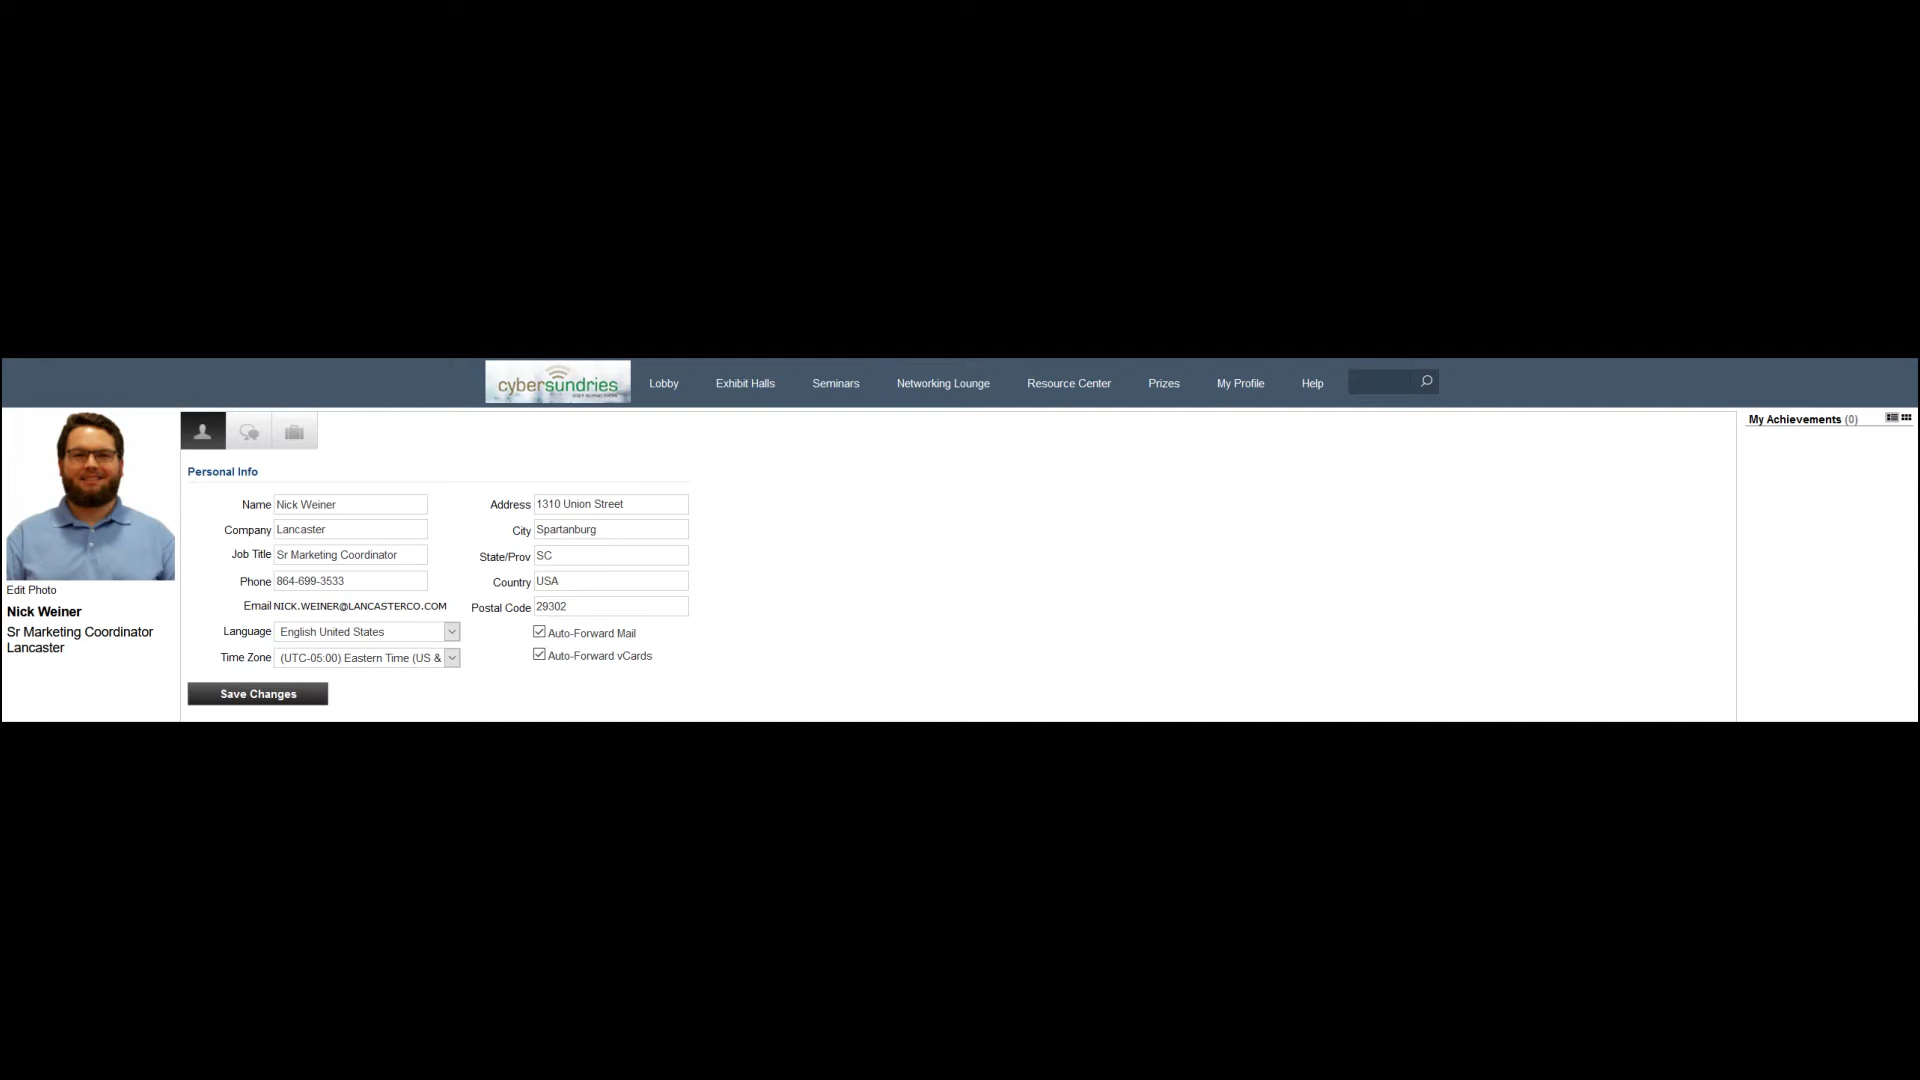 cybersundries
Lobby
Exhibit Halls
Seminars
Networking Lounge
Resource Center
Prizes
My Profile
Help
Edit Photo
Nick Weiner
Sr Marketing Coordinator
Lancaster
Personal Info
Name Nick Weiner
Company Lancaster
Job Title Sr Marketing Coordinator
Phone 864-699-3533
Email NICK.WEINER@LANCASTERCO.COM
Language English United States
Time Zone (UTC-05:00) Eastern Time (US &
Address 1310 Union Street
City Spartanburg
State/Prov SC
Country USA
Postal Code 29302
Auto-Forward Mail
Auto-Forward vCards
Save Changes
My Achievements (0)